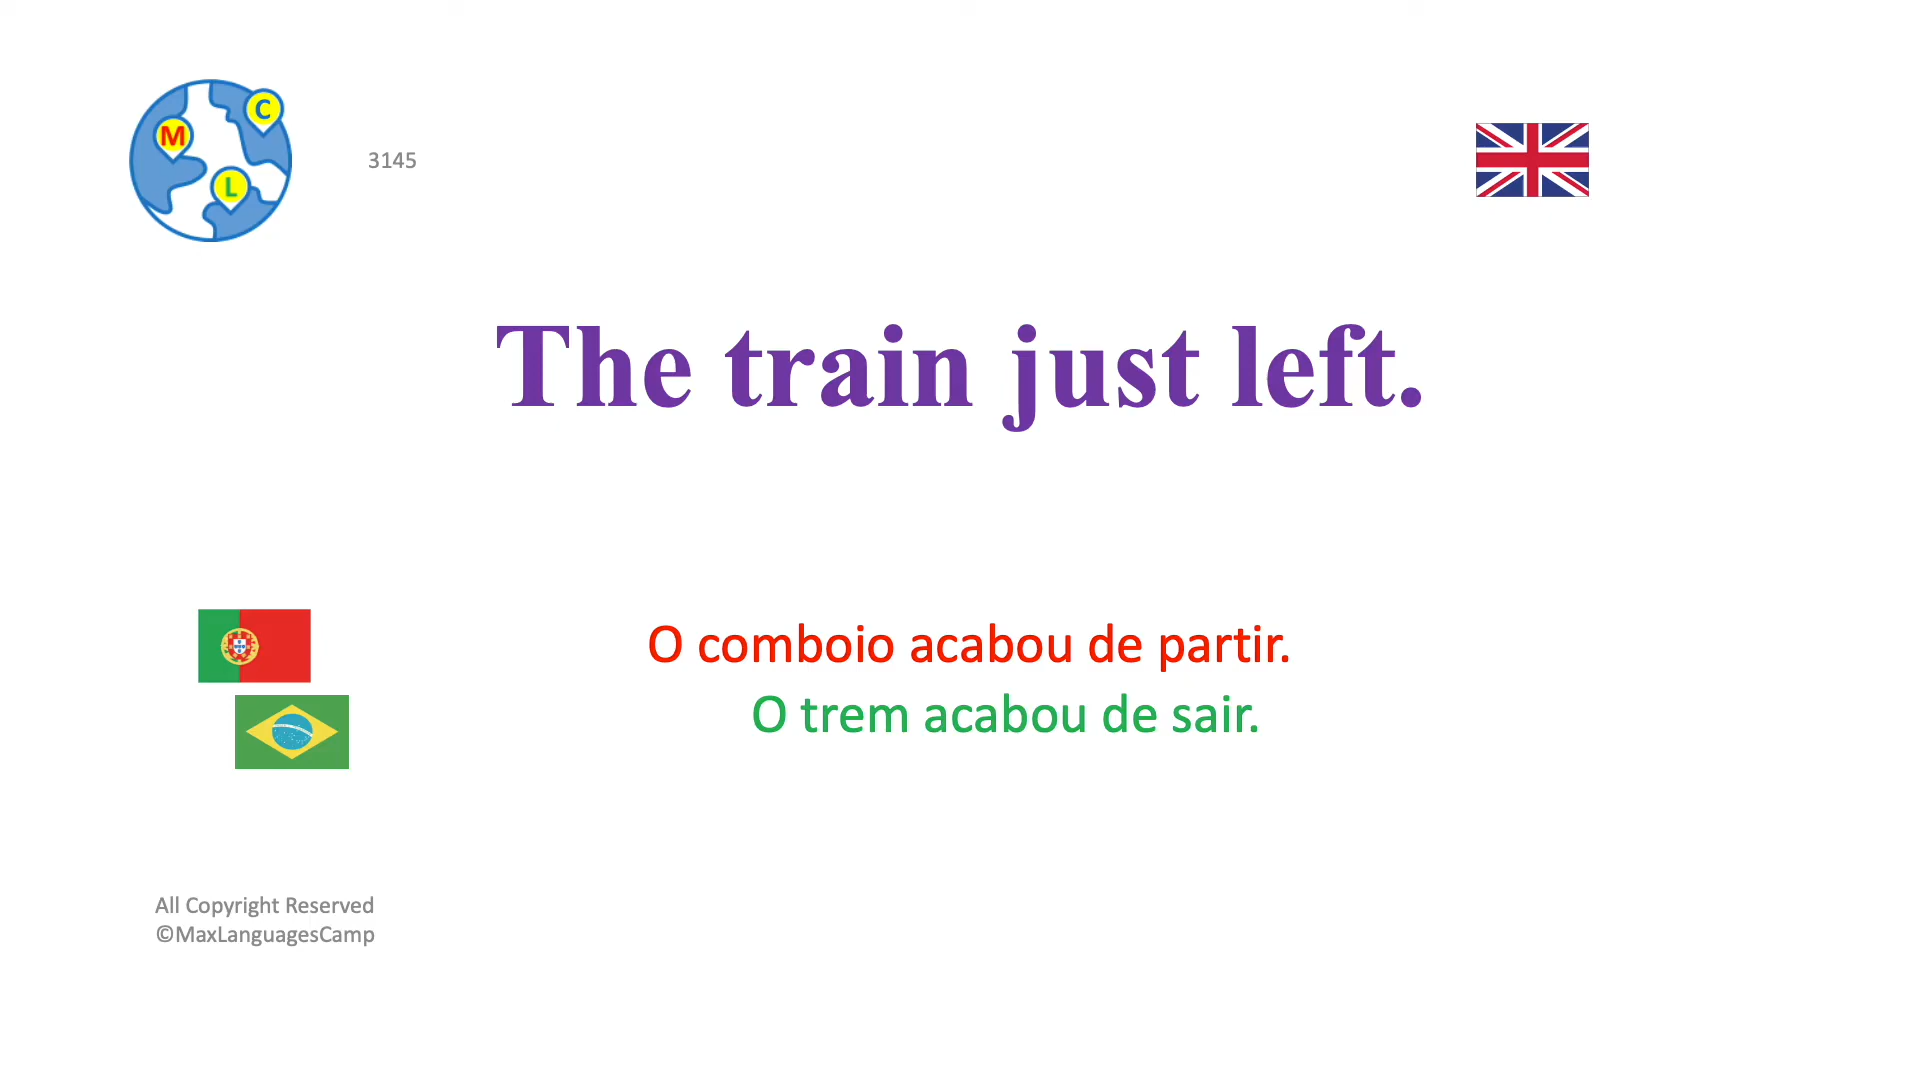 M
C
L
3145
The train just left.
O comboio acabou de partir.
O trem acabou de sair.
All Copyright Reserved
©MaxLanguagesCamp